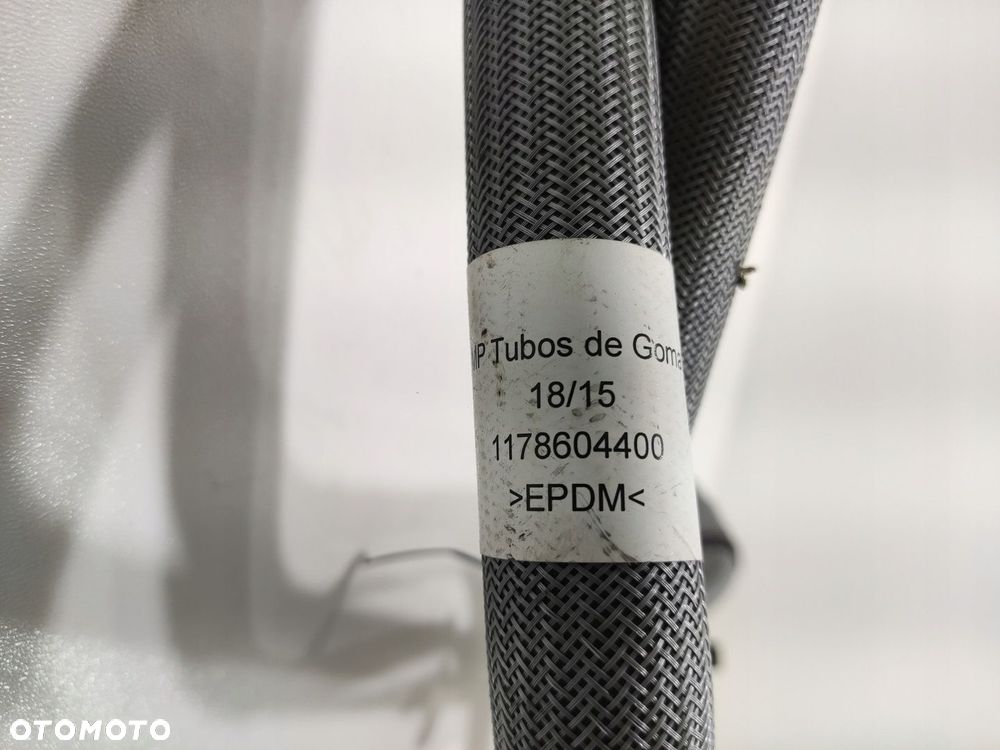 Tubos de Goma
18/15
1178604400
>EPDM<
OTOMOTO